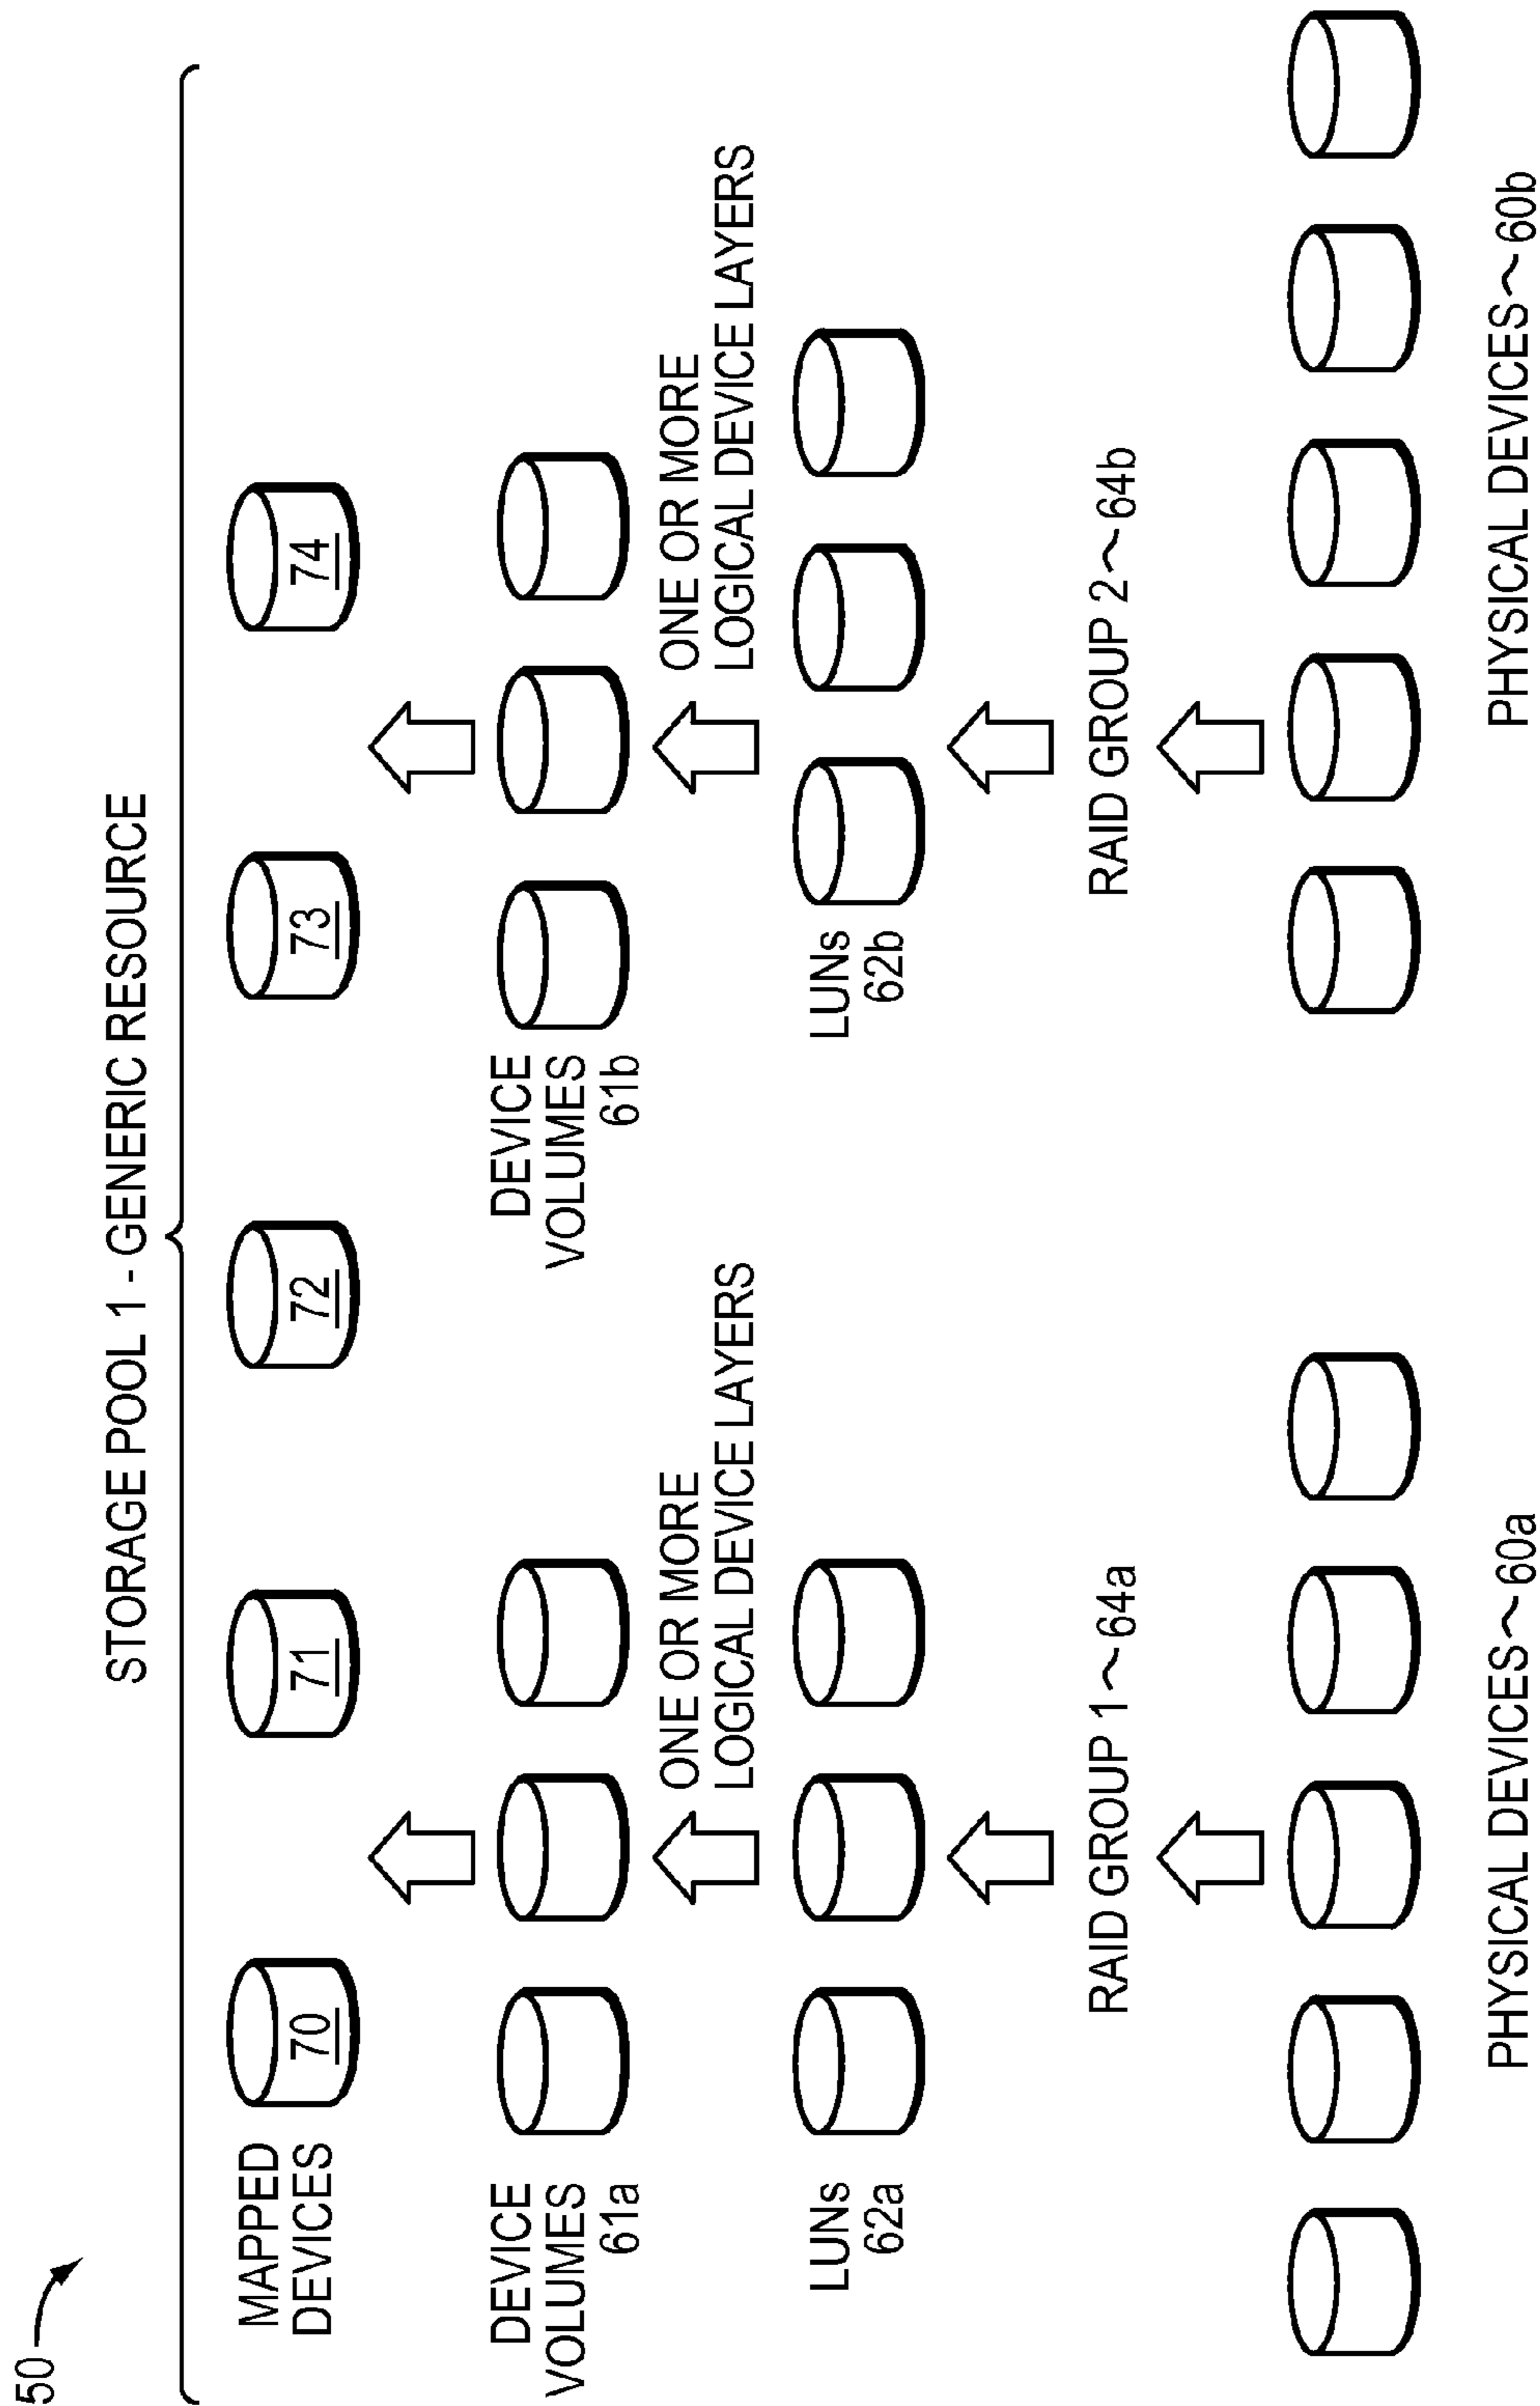 50
STORAGE POOL 1 - GENERIC RESOURCE
MAPPED
DEVICES
70
71
72
73
74
DEVICE
VOLUMES
61a
DEVICE
VOLUMES
61b
ONE OR MORE
LOGICAL DEVICE LAYERS
ONE OR MORE
LOGICAL DEVICE LAYERS
LUNs
62a
LUNs
62b
RAID GROUP 1~64a
RAID GROUP 2~64b
PHYSICAL DEVICES~60a
PHYSICAL DEVICES~60b